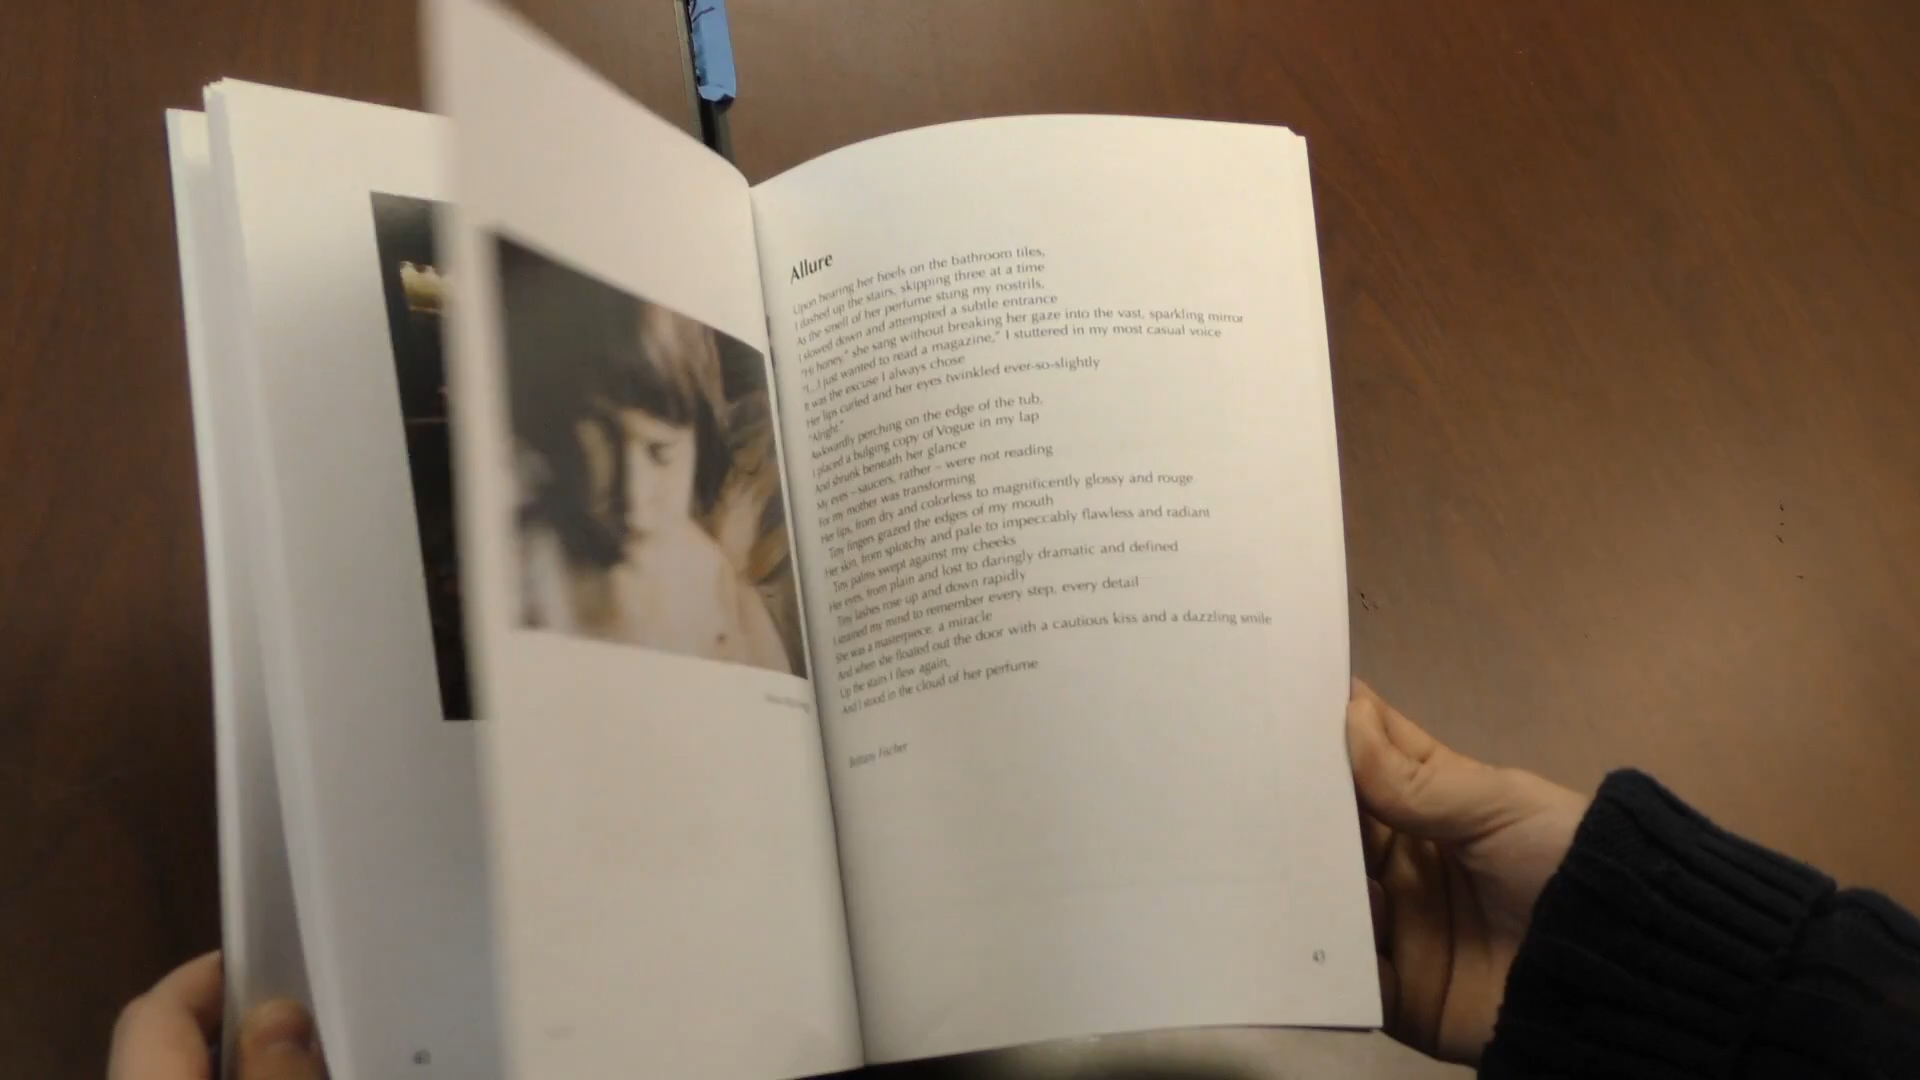 Allure
Upon hearing her heels on the bathroom tiles,
I dashed up the stairs, skipping three at a time
As the smell of her perfume stung my nostrils,
I slowed down and attempted a subtle entrance
"Hi honey," she sang without breaking her gaze into the vast, sparkling mirror
"I...I just wanted to read a magazine," I stuttered in my most casual voice
It was the excuse I always chose
Her lips curled and her eyes twinkled ever-so-slightly
"Alright."
Awkwardly perching on the edge of the tub,
I placed a bulging copy of Vogue in my lap
And shrunk beneath her glance
My eyes – saucers, rather – were not reading
For my mother was transforming
Her lips, from dry and colorless to magnificently glossy and rouge
Tiny fingers grazed the edges of my mouth
Her skin, from splotchy and pale to impeccably flawless and radiant
Tiny palms swept against my cheeks
Her eyes, from plain and lost to daringly dramatic and defined
Tiny lashes rose up and down rapidly
I strained my mind to remember every step, every detail
She was a masterpiece, a miracle
And when she floated out the door with a cautious kiss and a dazzling smile
Up the stairs I flew again,
And I stood in the cloud of her perfume
Fischer
43